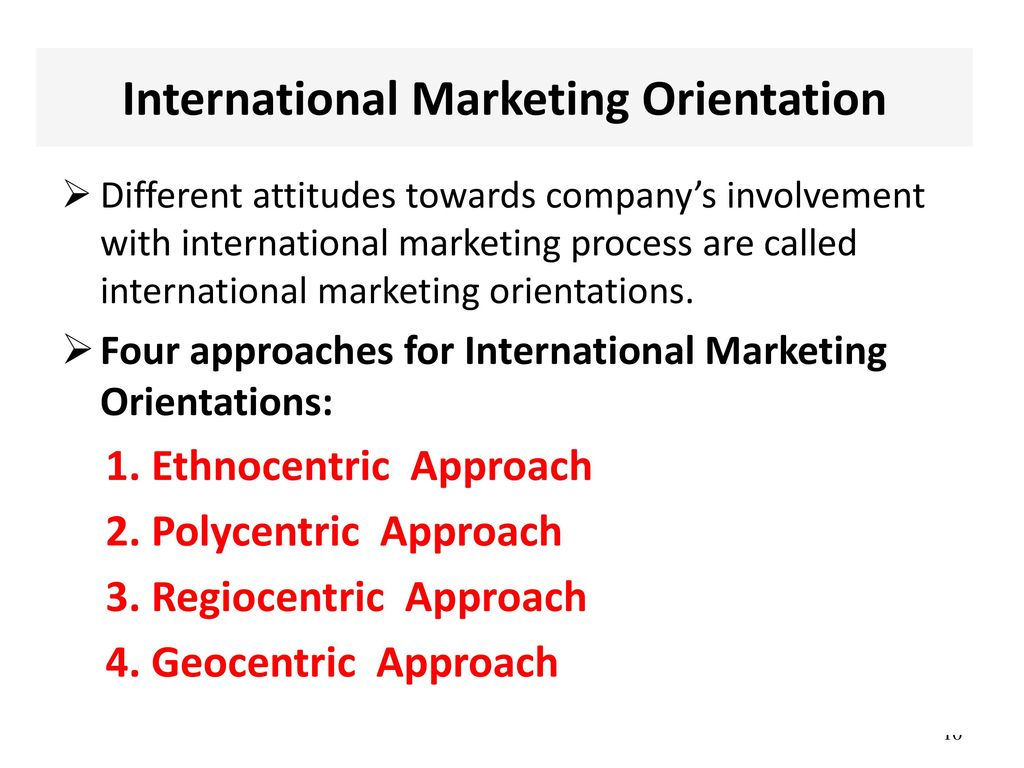 International Marketing Orientation
➢ Different attitudes towards company’s involvement
with international marketing process are called
international marketing orientations.
➢ Four approaches for International Marketing
Orientations:
1. Ethnocentric  Approach
2. Polycentric  Approach
3. Regiocentric  Approach
4. Geocentric  Approach